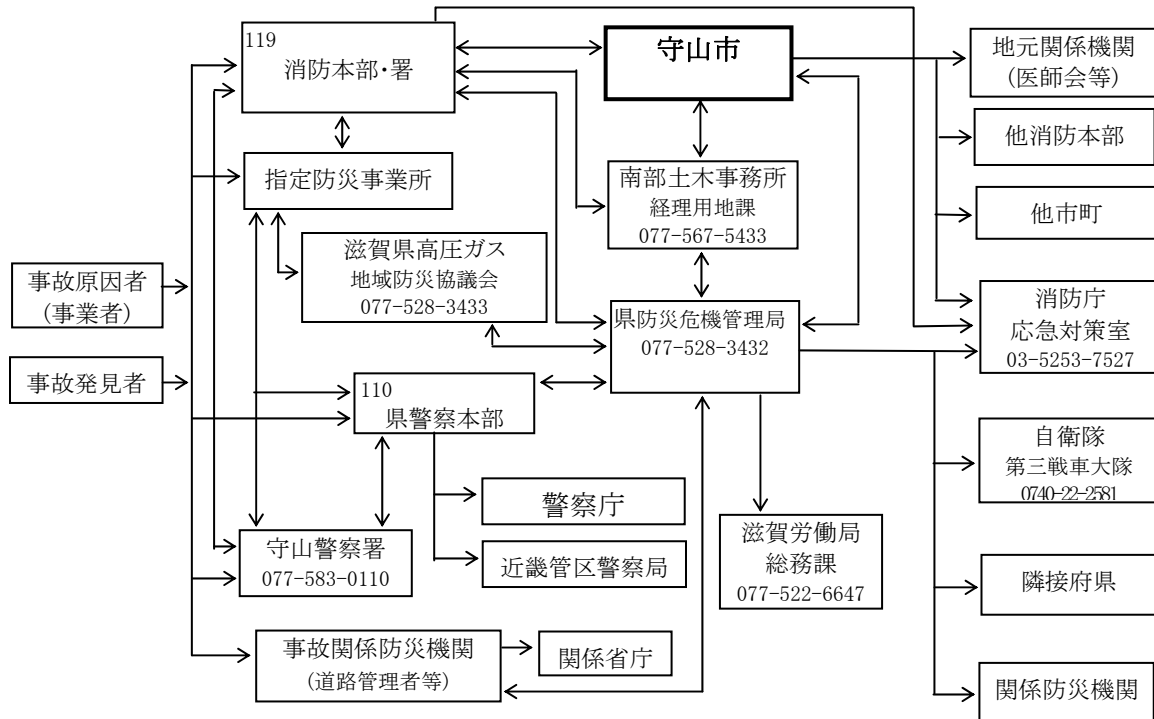 119
消防本部・署
守山市
地元関係機関
(医師会等)
他消防本部
指定防災事業所
南部土木事務所
経理用地課
077-567-5433
他市町
滋賀県高圧ガス
地域防災協議会
077-528-3433
事故原因者
(事業者)
県防災危機管理局
077-528-3432
消防庁
応急対策室
03-5253-7527
事故発見者
110
県警察本部
自衛隊
第三戦車大隊
0740-22-2581
警察庁
守山警察署
077-583-0110
近畿管区警察局
滋賀労働局
総務課
077-522-6647
隣接府県
事故関係防災機関
(道路管理者等)
関係省庁
関係防災機関